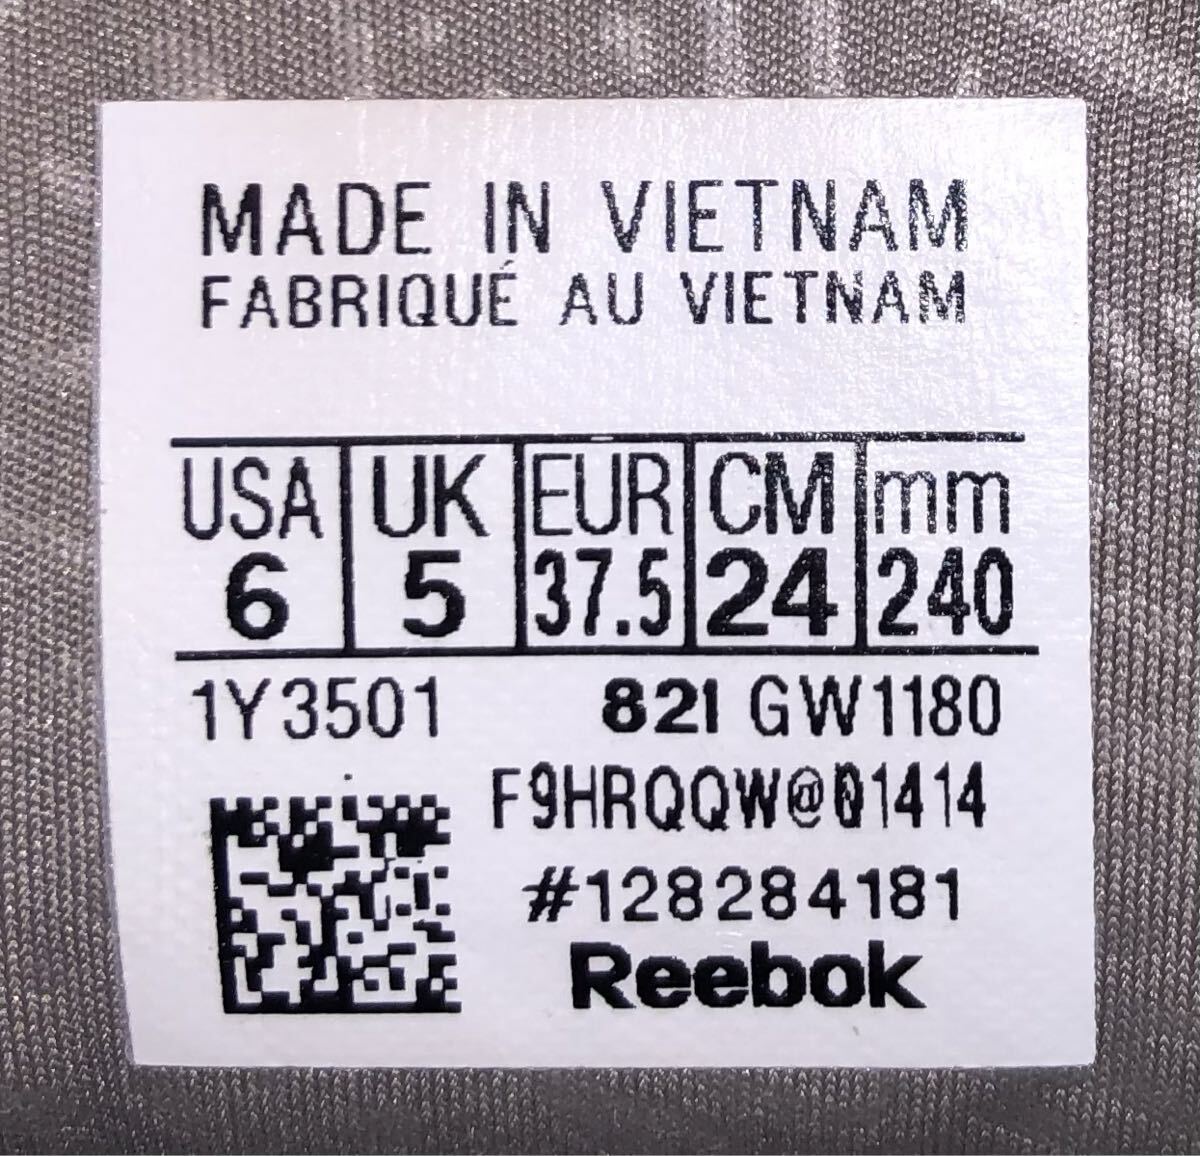 MADE IN VIETNAM
FABRIQUÉ AU VIETNAM
USA UK EUR CM mm
6 5 37.5 24 240
1Y3501 821 GW1180
F9HRQQW@01414
#128284181
Reebok